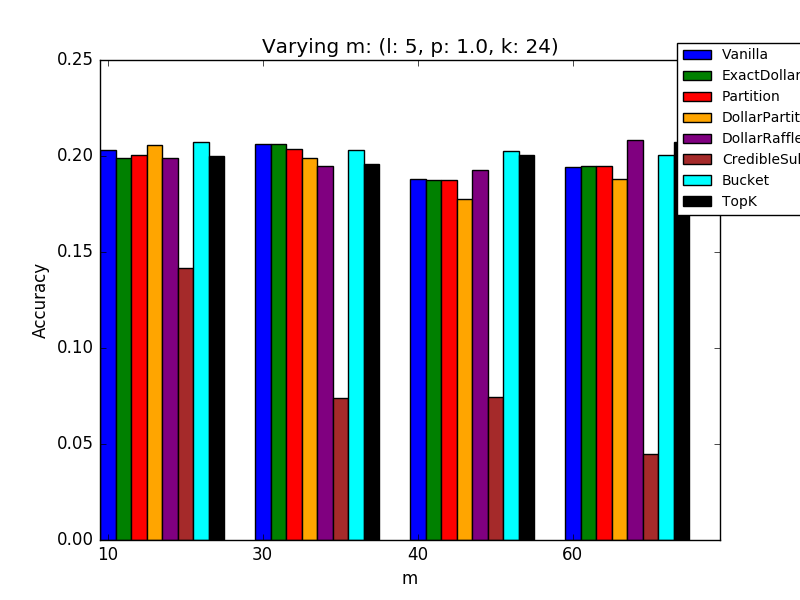 Varying m: (l: 5, p: 1.0, k: 24)
0.25
0.20
0.15
0.10
0.05
0.00
Accuracy
10 30 40 60
m
Vanilla
ExactDollar
Partition
DollarPartit
DollarRaffle
CredibleSu
Bucket
TopK